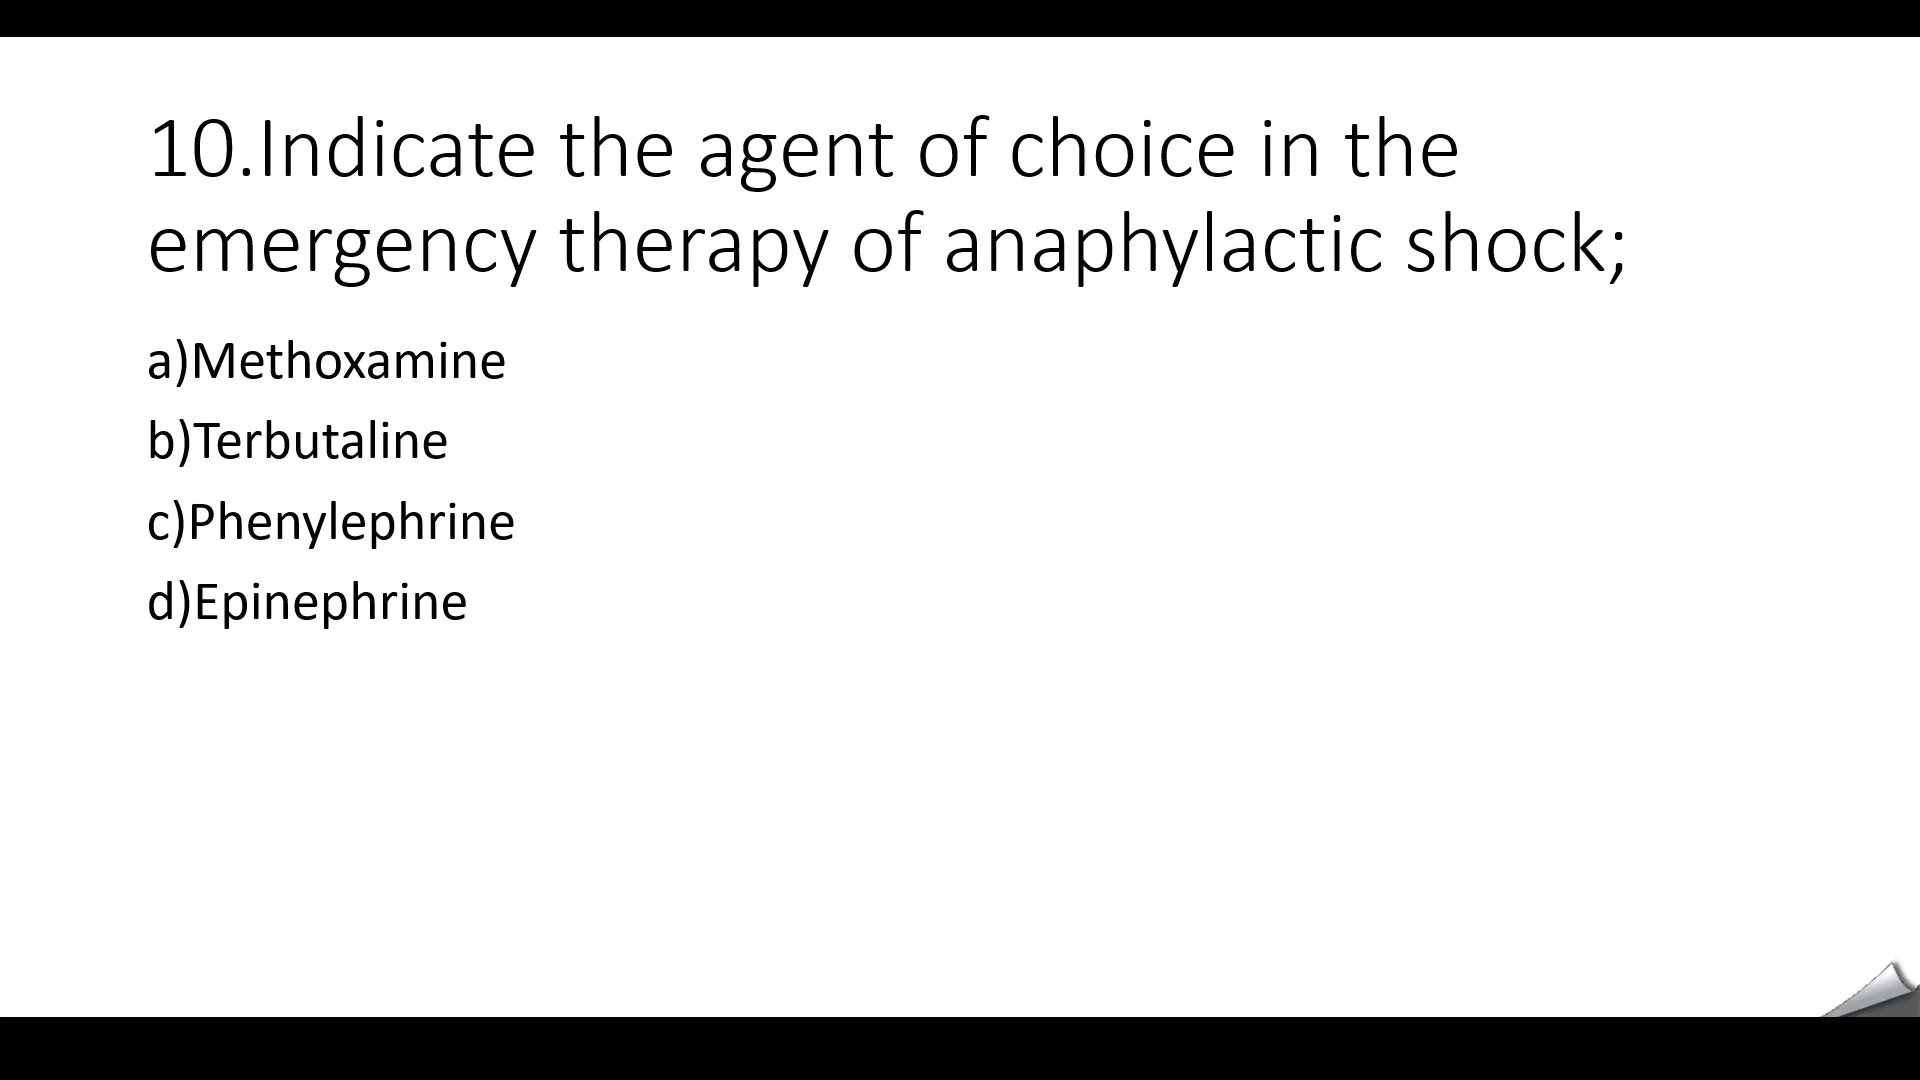 10.Indicate the agent of choice in the
emergency therapy of anaphylactic shock;
a)Methoxamine
b)Terbutaline
c)Phenylephrine
d)Epinephrine